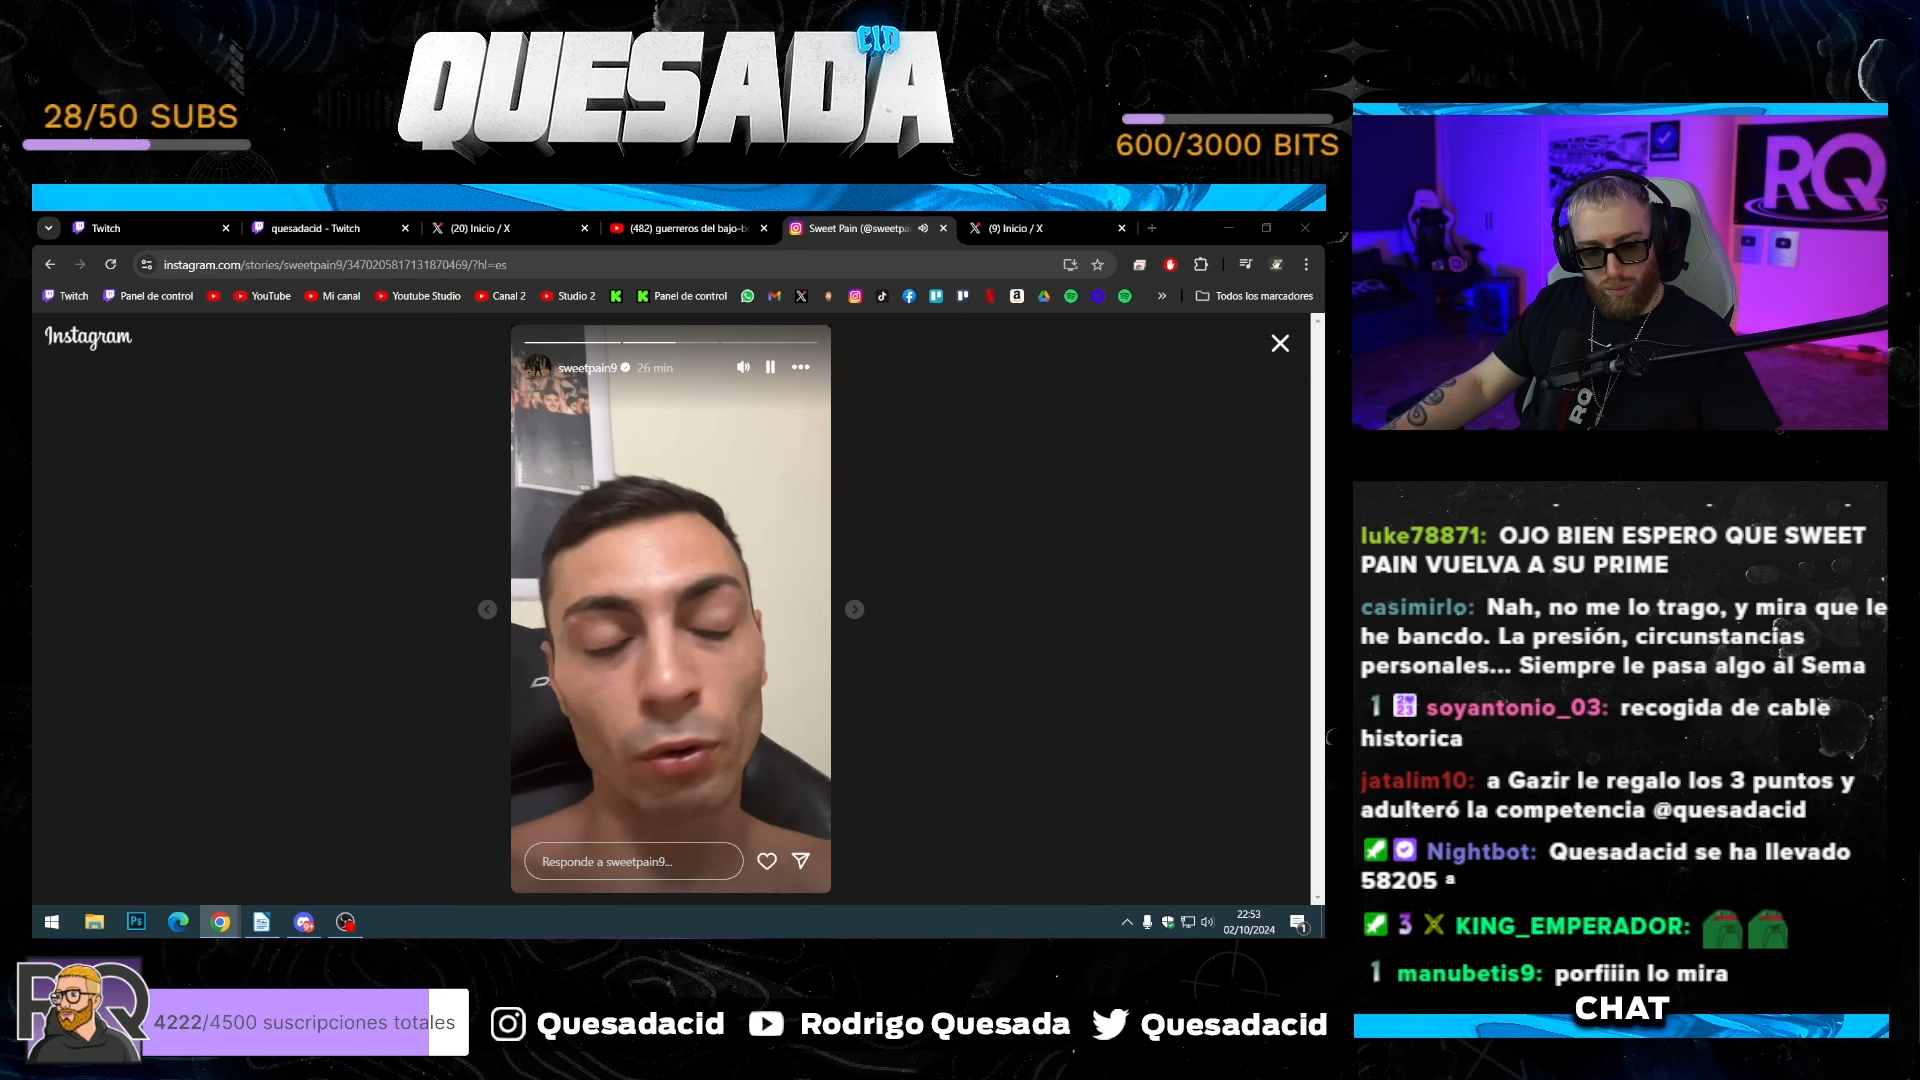 CID
QUESADA
28/50 SUBS
600/3000 BITS
RQ
Twitch
quesadacid - Twitch
(20) Inicio / X
(482) guerreros del bajo-b
Sweet Pain (@sweetpa
(9) Inicio / X
instagram.com/stories/sweetpain9/3470205817131870469/?hl=es
Twitch
Panel de control
YouTube
Mi canal
Youtube Studio
Canal 2
Studio 2
Panel de control
Todos los marcadores
Instagram
sweetpain9
26 min
Responde a sweetpain9...
RQ
luke78871: OJO BIEN ESPERO QUE SWEET
PAIN VUELVA A SU PRIME
casimirlo: Nah, no me lo trago, y mira que le
he bancdo. La presión, circunstancias
personales... Siempre le pasa algo al Sema
1 soyantonio_03: recogida de cable
historica
jatalim10: a Gazir le regalo los 3 puntos y
adulteró la competencia @quesadacid
Nightbot: Quesadacid se ha llevado
58205 ª
3 KING_EMPERADOR:
1 manubetis9: porfiiin lo mira
CHAT
Ps
22:53
02/10/2024
1
RQ
4222/4500 suscripciones totales
Quesadacid
Rodrigo Quesada
Quesadacid